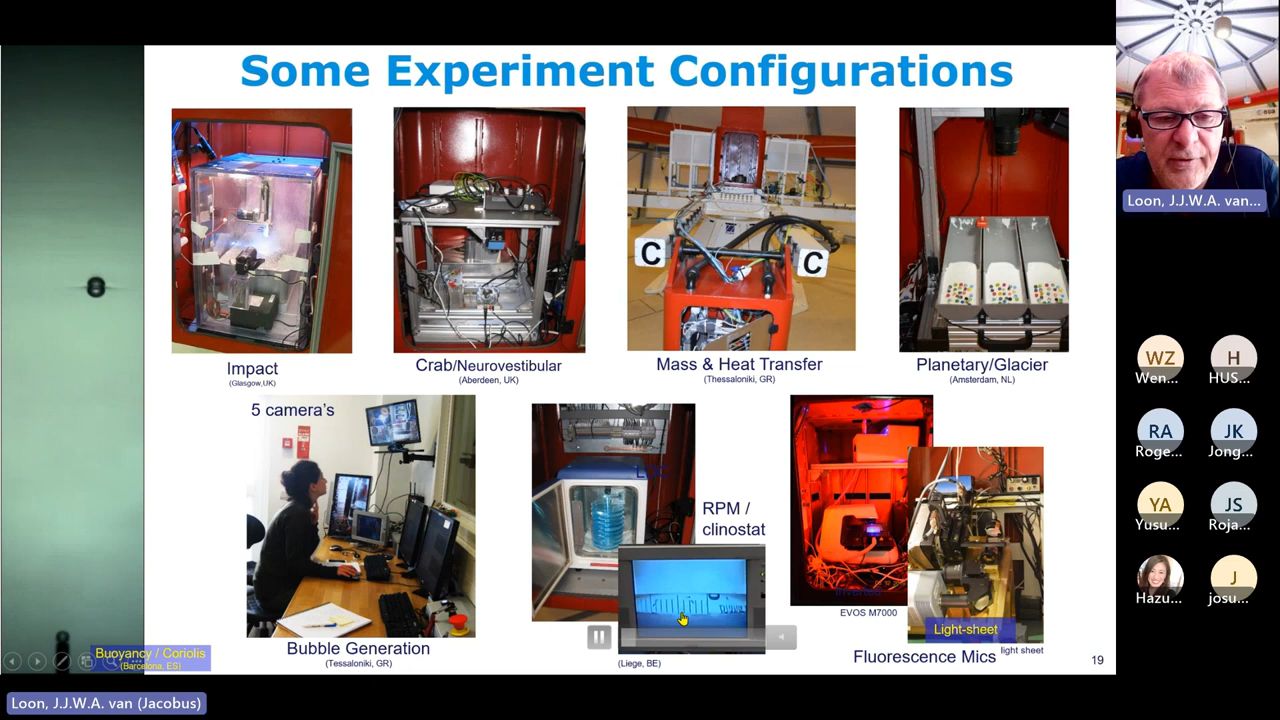 Some Experiment Configurations
C
C
Impact
(Glasgow,UK)
Crab/Neurovestibular
(Aberdeen, UK)
Mass & Heat Transfer
(Thessaloniki, GR)
Planetary/Glacier
(Amsterdam, NL)
5 camera's
RPM /
clinostat
EVOS M7000
Light-sheet
light sheet
Bubble Generation
(Tessaloniki, GR)
(Liege, BE)
Fluorescence Mics
19
Buoyancy / Coriolis
(Barcelona, ES)
Loon, J.J.W.A. van (Jacobus)
Loon, J.J.W.A. van...
WZ
Wen...
H
HUS...
RA
Roge...
JK
Jong...
YA
Yusu...
JS
Roja...
Hazu...
J
josu...